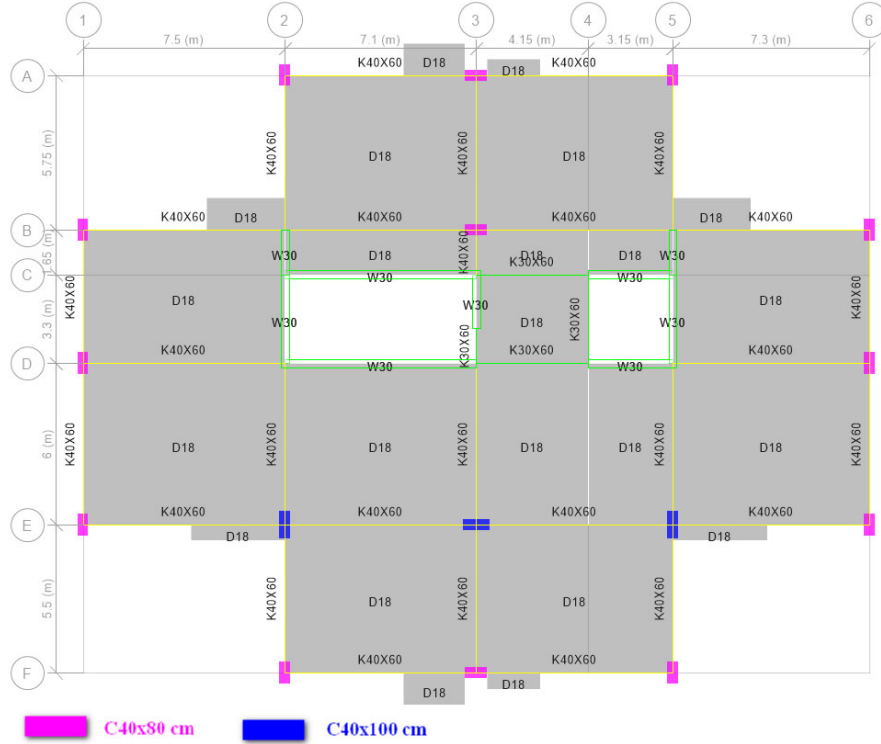 1 2 3 4 5 6
7.5 (m) 7.1 (m) 4.15 (m) 3.15 (m) 7.3 (m)
K40X60 D18 K40X60
D18
A
5.75 (m) K40X60 K40X60 K40X60
D18 D18
K40X60 D18 K40X60 K40X60 D18 K40X60
B
.65 (m) W30 D18 K40X60 D18 D18 W30
K30X60
C
W30 W30
K40X60 D18 W30 W30 D18 K40X60
3.3 (m) W30 K30X60 D18 K30X60 W30
K40X60 K30X60 K40X60
D
W30 W30
6 (m) K40X60 K40X60 K40X60 K40X60 K40X60
D18 D18 D18 D18 D18
K40X60 K40X60 K40X60 K40X60
E
D18 D18
5.5 (m) K40X60 K40X60 K40X60
D18 D18
K40X60 K40X60
F
D18 D18
C40x80 cm C40x100 cm